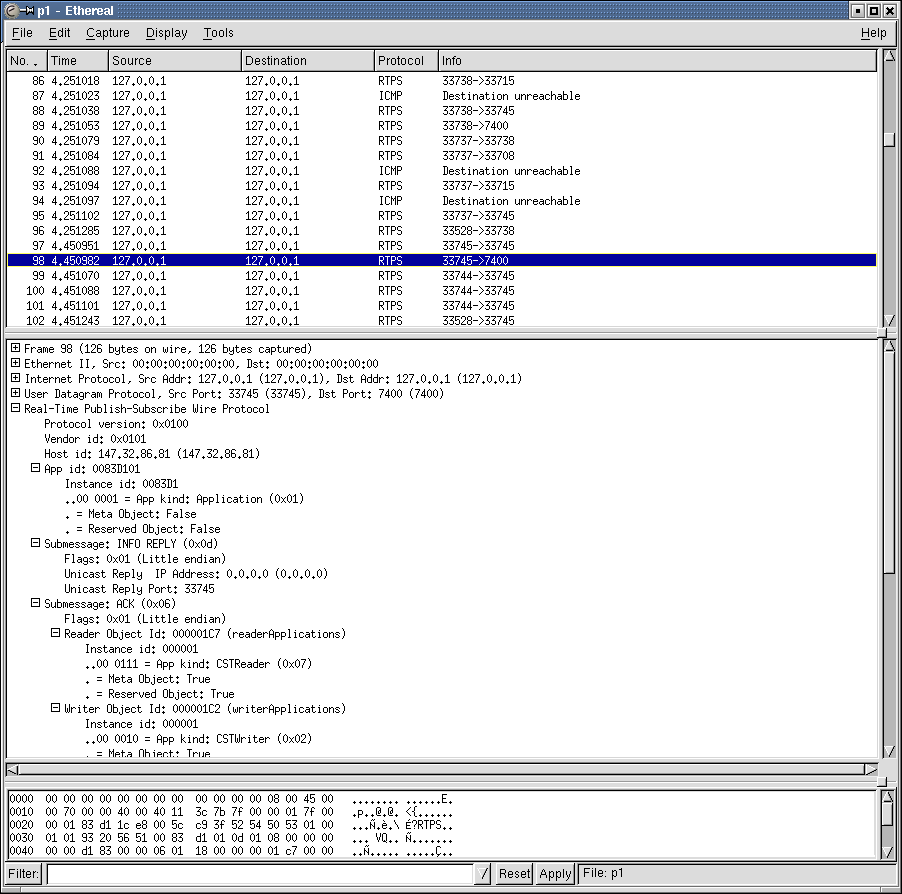 p1 - Ethereal
File Edit Capture Display Tools Help
No. . Time Source Destination Protocol Info
86 4.251018 127.0.0.1 127.0.0.1 RTPS 33738->33715
87 4.251023 127.0.0.1 127.0.0.1 ICMP Destination unreachable
88 4.251038 127.0.0.1 127.0.0.1 RTPS 33738->33745
89 4.251053 127.0.0.1 127.0.0.1 RTPS 33738->7400
90 4.251079 127.0.0.1 127.0.0.1 RTPS 33737->33738
91 4.251084 127.0.0.1 127.0.0.1 RTPS 33737->33708
92 4.251088 127.0.0.1 127.0.0.1 ICMP Destination unreachable
93 4.251094 127.0.0.1 127.0.0.1 RTPS 33737->33715
94 4.251097 127.0.0.1 127.0.0.1 ICMP Destination unreachable
95 4.251102 127.0.0.1 127.0.0.1 RTPS 33737->33745
96 4.251285 127.0.0.1 127.0.0.1 RTPS 33528->33738
97 4.450951 127.0.0.1 127.0.0.1 RTPS 33745->33745
98 4.450982 127.0.0.1 127.0.0.1 RTPS 33745->7400
99 4.451070 127.0.0.1 127.0.0.1 RTPS 33744->33745
100 4.451088 127.0.0.1 127.0.0.1 RTPS 33744->33745
101 4.451101 127.0.0.1 127.0.0.1 RTPS 33744->33745
102 4.451243 127.0.0.1 127.0.0.1 RTPS 33528->33745
Frame 98 (126 bytes on wire, 126 bytes captured)
Ethernet II, Src: 00:00:00:00:00:00, Dst: 00:00:00:00:00:00
Internet Protocol, Src Addr: 127.0.0.1 (127.0.0.1), Dst Addr: 127.0.0.1 (127.0.0.1)
User Datagram Protocol, Src Port: 33745 (33745), Dst Port: 7400 (7400)
Real-Time Publish-Subscribe Wire Protocol
Protocol version: 0x0100
Vendor id: 0x0101
Host id: 147.32.86.81 (147.32.86.81)
App id: 0083D101
Instance id: 0083D1
..00 0001 = App kind: Application (0x01)
. = Meta Object: False
. = Reserved Object: False
Submessage: INFO REPLY (0x0d)
Flags: 0x01 (Little endian)
Unicast Reply  IP Address: 0.0.0.0 (0.0.0.0)
Unicast Reply Port: 33745
Submessage: ACK (0x06)
Flags: 0x01 (Little endian)
Reader Object Id: 000001C7 (readerApplications)
Instance id: 000001
..00 0111 = App kind: CSTReader (0x07)
. = Meta Object: True
. = Reserved Object: True
Writer Object Id: 000001C2 (writerApplications)
Instance id: 000001
..00 0010 = App kind: CSTWriter (0x02)
. = Meta Object: True
0000 00 00 00 00 00 00 00 00 00 00 00 00 08 00 45 00 ........ ......E.
0010 00 70 00 00 40 00 40 11 3c 7b 7f 00 00 01 7f 00 .p..@.@. <{......
0020 00 01 83 d1 1c e8 00 5c c9 3f 52 54 50 53 01 00 ...Ñ.è.\ É?RTPS..
0030 01 01 93 20 56 51 00 83 d1 01 0d 01 08 00 00 00 ... VQ.. Ñ.......
0040 00 00 d1 83 00 00 06 01 18 00 00 00 01 c7 00 00 ..Ñ..... .....Ç..
Filter: / Reset Apply File: p1